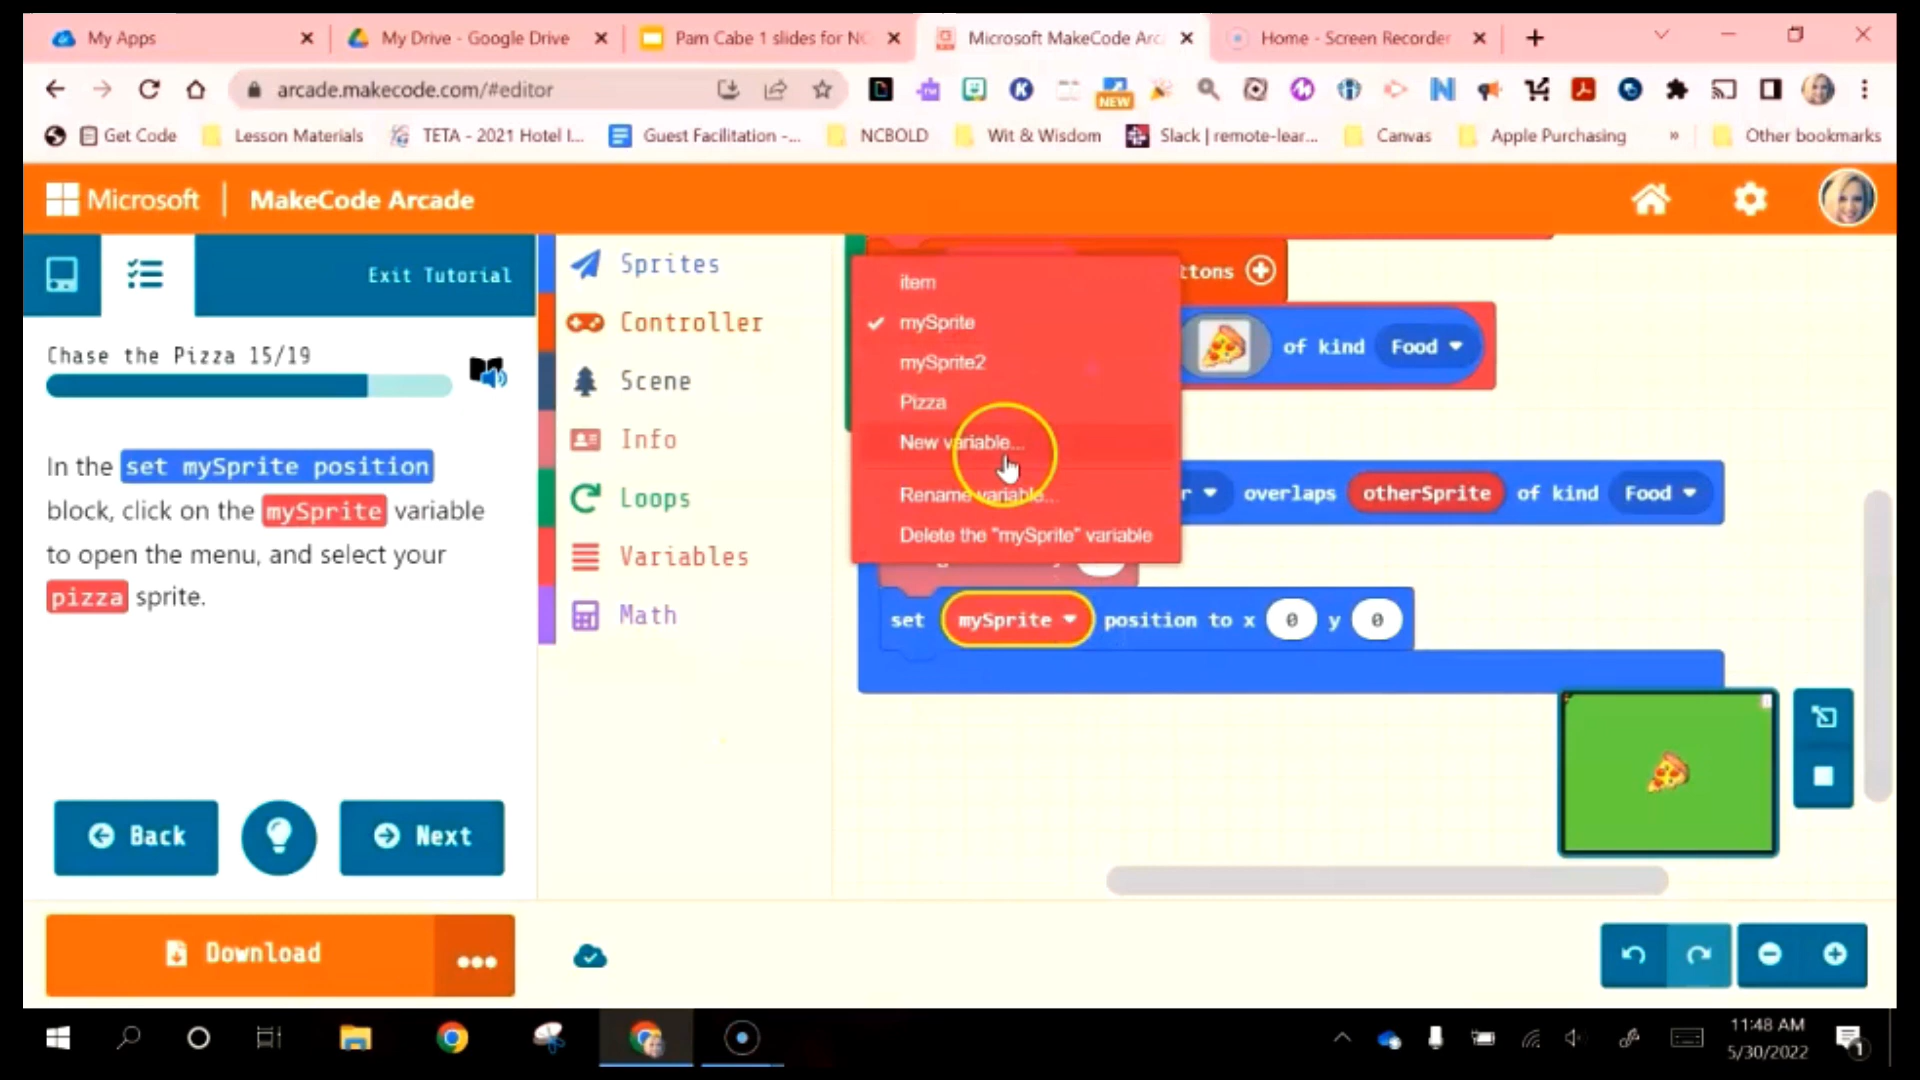 My Apps
My Drive - Google Drive
Pam Cabe 1 slides for NC
Microsoft MakeCode Arc
Home - Screen Recorder
arcade.makecode.com/#editor
NEW
Get Code
Lesson Materials
TETA - 2021 Hotel I...
Guest Facilitation -...
NCBOLD
Wit & Wisdom
Slack | remote-lear...
Canvas
Apple Purchasing
»
Other bookmarks
Microsoft
MakeCode Arcade
Exit Tutorial
Chase the Pizza 15/19
In the set mySprite position
block, click on the mySprite variable
to open the menu, and select your
pizza sprite.
Back
Next
Sprites
Controller
Scene
Info
Loops
Variables
Math
item
mySprite
mySprite2
Pizza
New variable...
Rename variable...
Delete the "mySprite" variable
ttons
of kind Food
r overlaps otherSprite of kind Food
set mySprite position to x 0 y 0
Download
11:48 AM
5/30/2022
1